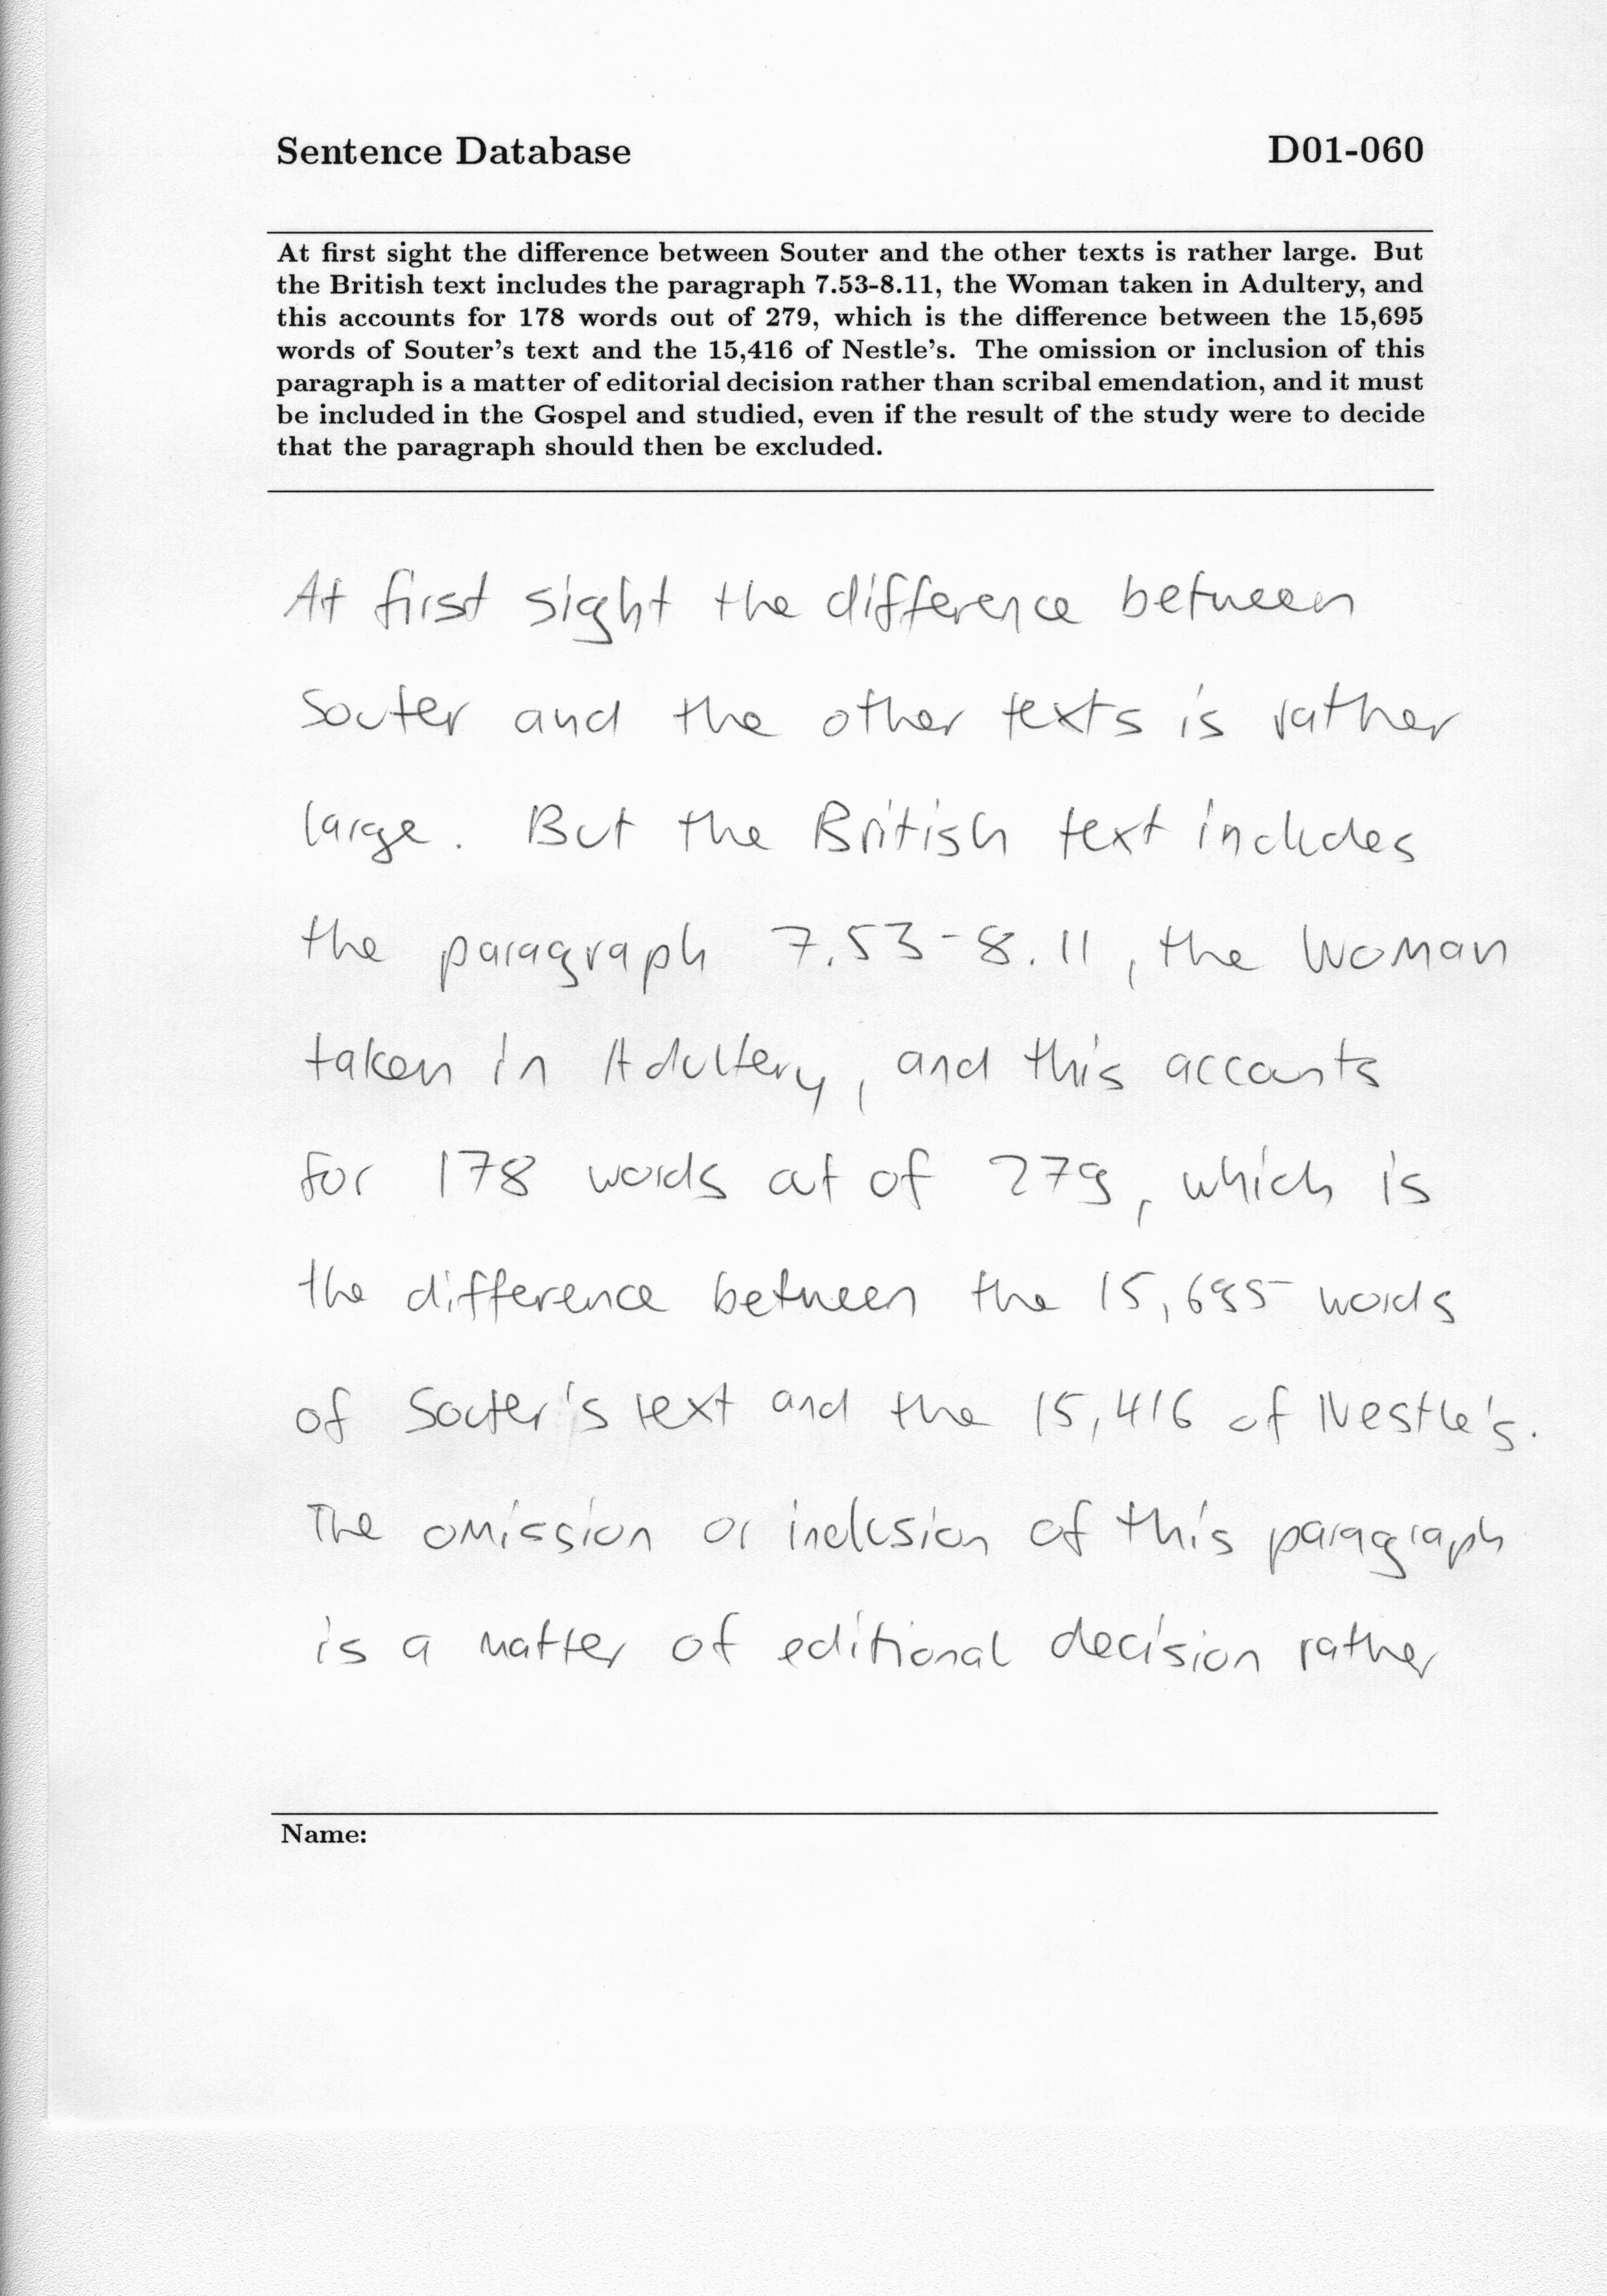 Sentence Database D01-060
At first sight the difference between Souter and the other texts is rather large. But
the British text includes the paragraph 7.53-8.11, the Woman taken in Adultery, and
this accounts for 178 words out of 279, which is the difference between the 15,695
words of Souter's text and the 15,416 of Nestle's. The omission or inclusion of this
paragraph is a matter of editorial decision rather than scribal emendation, and it must
be included in the Gospel and studied, even if the result of the study were to decide
that the paragraph should then be excluded.
At first sight the difference between
Souter and the other texts is rather
large. But the British text includes
the paragraph 7.53-8.11, the Woman
taken in Adultery, and this accounts
for 178 words out of 279, which is
the difference between the 15,695 words
of Souter's text and the 15,416 of Nestle's.
The omission or inclusion of this paragraph
is a matter of editional decision rather
Name: